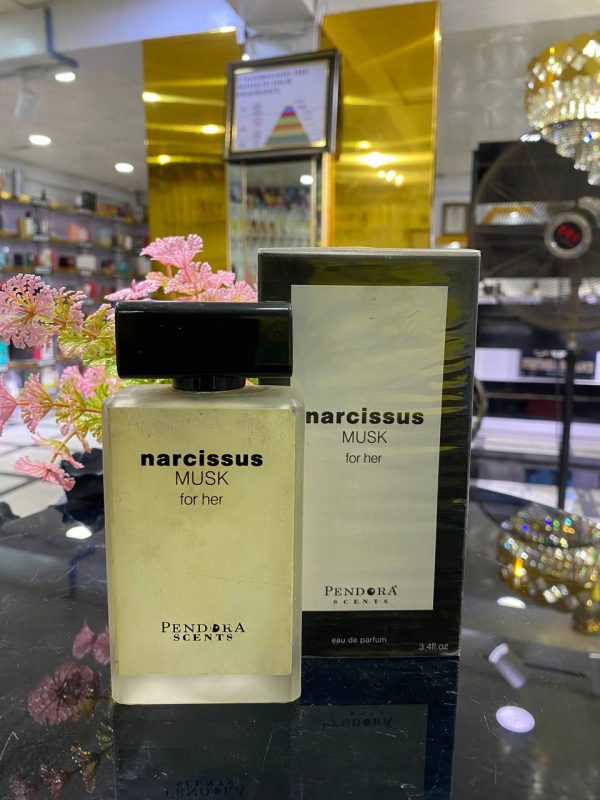 narcissus
MUSK
for her
PENDORA
SCENTS
narcissus
MUSK
for her
PENDORA®
SCENTS
eau de parfum
3.4fl.oz